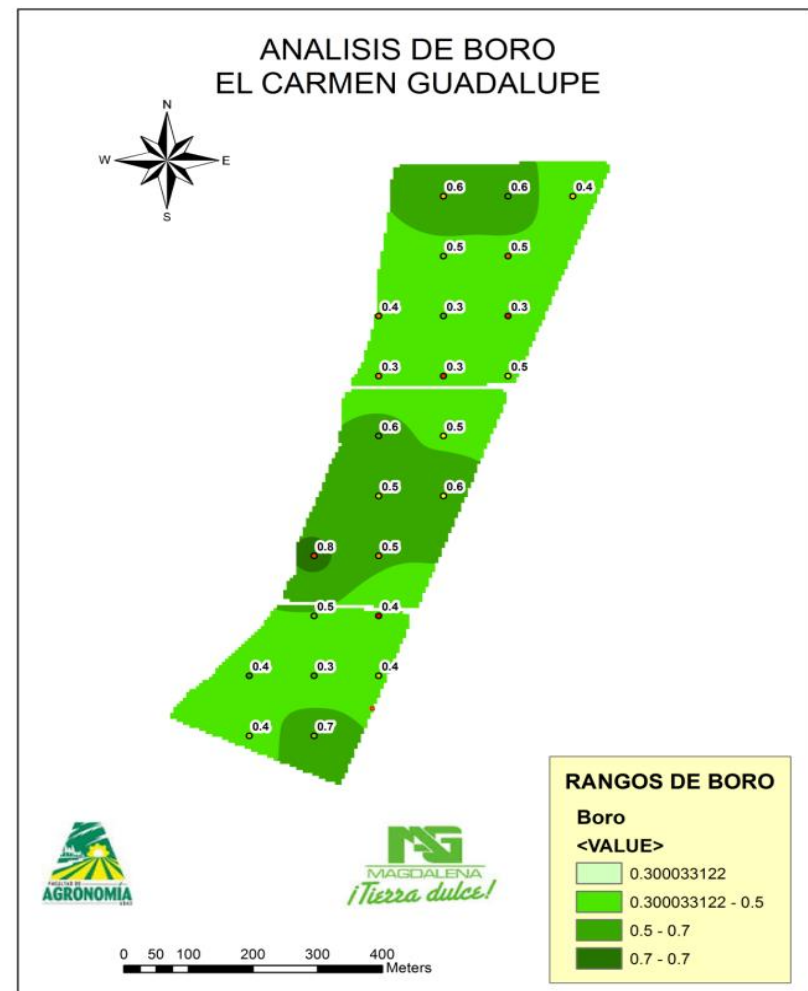 ANALISIS DE BORO
EL CARMEN GUADALUPE
N
W E
S
0.6 0.6 0.4
0.5 0.5
0.4 0.3 0.3
0.3 0.3 0.5
0.6 0.5
0.5 0.6
0.8 0.5
0.5 0.4
0.4 0.3 0.4
0.4 0.7
RANGOS DE BORO
Boro
<VALUE>
0.300033122
0.300033122 - 0.5
0.5 - 0.7
0.7 - 0.7
FACULTAD DE
AGRONOMIA
MAGDALENA
¡Tierra dulce!
0 50 100 200 300 400
Meters